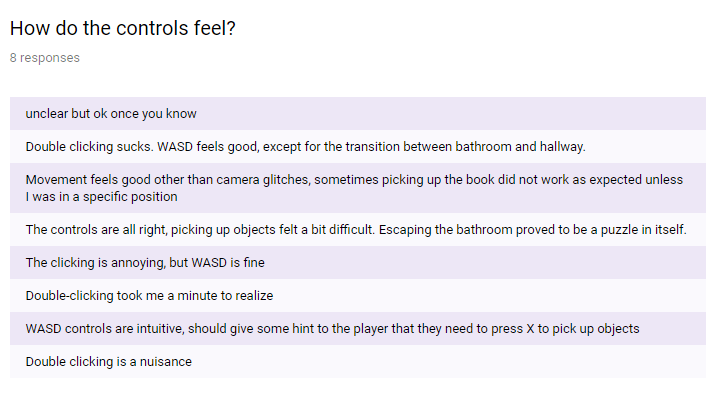 How do the controls feel?
8 responses
unclear but ok once you know
Double clicking sucks. WASD feels good, except for the transition between bathroom and hallway.
Movement feels good other than camera glitches, sometimes picking up the book did not work as expected unless
I was in a specific position
The controls are all right, picking up objects felt a bit difficult. Escaping the bathroom proved to be a puzzle in itself.
The clicking is annoying, but WASD is fine
Double-clicking took me a minute to realize
WASD controls are intuitive, should give some hint to the player that they need to press X to pick up objects
Double clicking is a nuisance